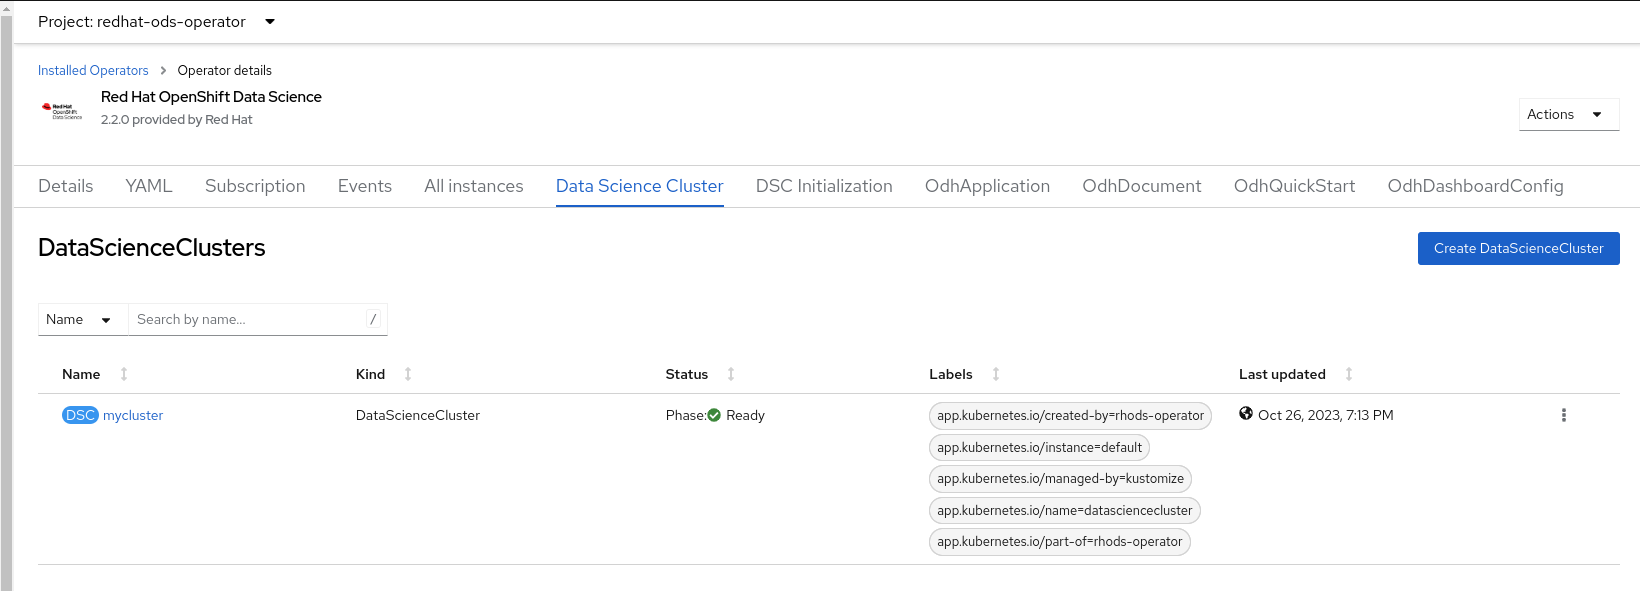 Project: redhat-ods-operator
Installed Operators > Operator details
Red Hat
OpenShift
Data Science
Red Hat OpenShift Data Science
2.2.0 provided by Red Hat
Actions
Details YAML Subscription Events All instances Data Science Cluster DSC Initialization OdhApplication OdhDocument OdhQuickStart OdhDashboardConfig
DataScienceClusters
Create DataScienceCluster
Name Search by name... /
Name Kind Status Labels Last updated
DSC mycluster DataScienceCluster Phase: Ready app.kubernetes.io/created-by=rhods-operator Oct 26, 2023, 7:13 PM
app.kubernetes.io/instance=default
app.kubernetes.io/managed-by=kustomize
app.kubernetes.io/name=datasciencecluster
app.kubernetes.io/part-of=rhods-operator